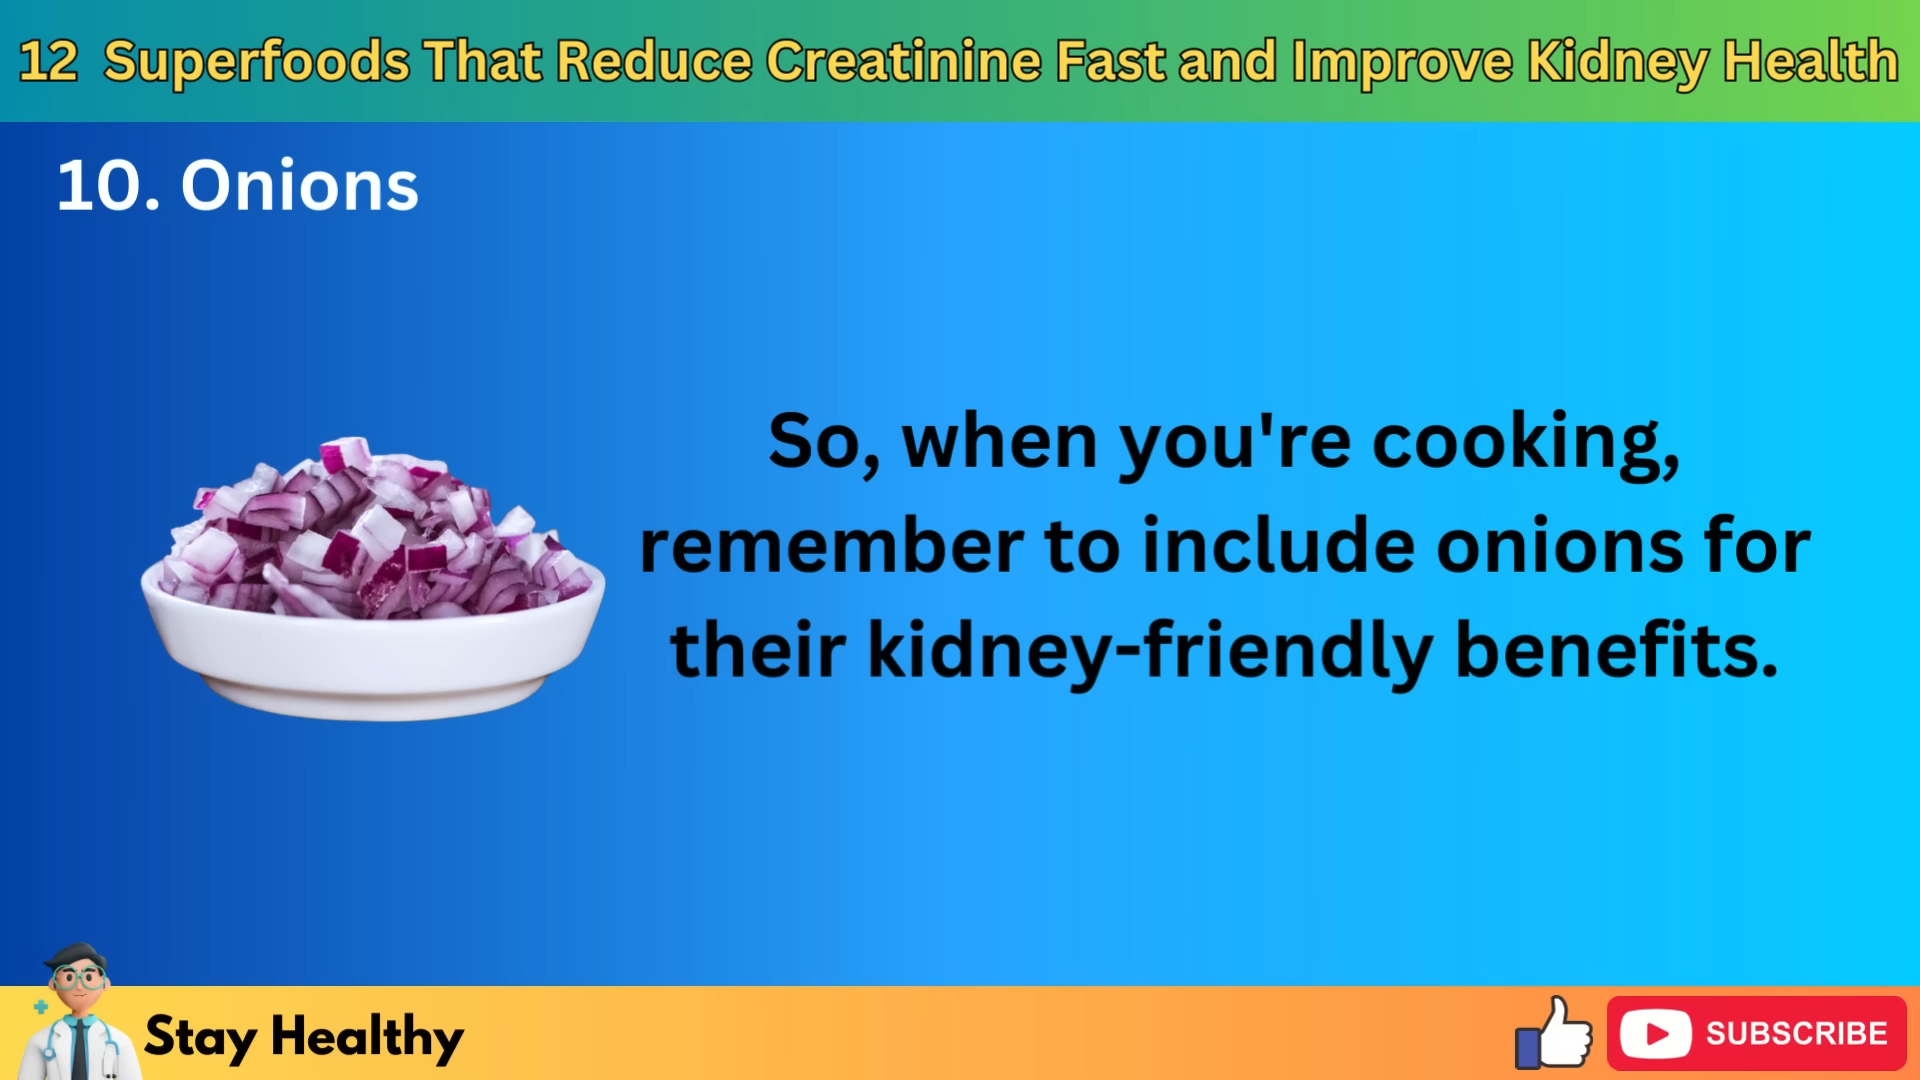 12 Superfoods That Reduce Creatinine Fast and Improve Kidney Health
10. Onions
So, when you're cooking,
remember to include onions for
their kidney-friendly benefits.
Stay Healthy
SUBSCRIBE